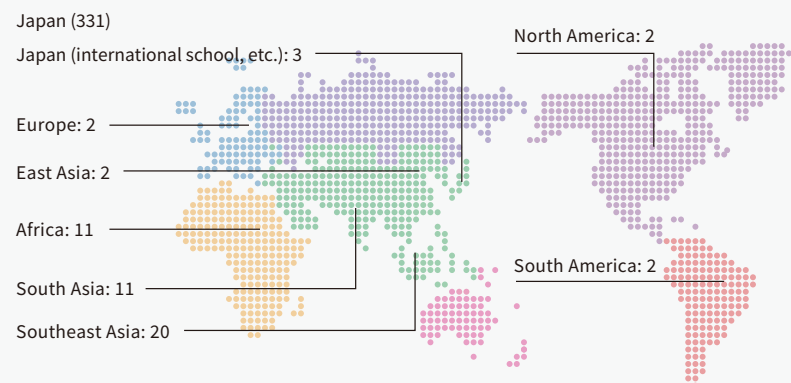 Japan (331)
Japan (international school, etc.): 3
North America: 2
Europe: 2
East Asia: 2
Africa: 11
South America: 2
South Asia: 11
Southeast Asia: 20